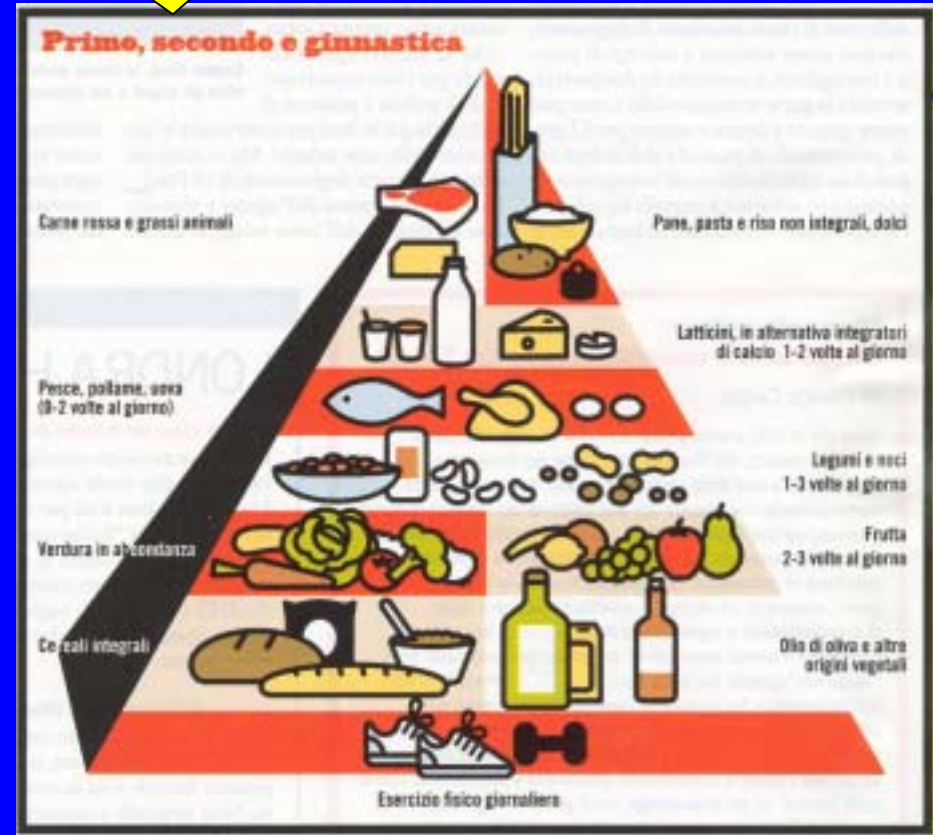 Primo, secondo e ginnastica
Carne rossa e grossi animali
Pane, pasta e riso non integrali, dolci
Latticini, in alternativa integratori
di calcio 1-2 volte al giorno
Pesce, pollame, uova
(0-2 volte al giorno)
Legumi e noci
1-3 volte al giorno
Verdura in abbondanza
Frutta
2-3 volte al giorno
Cereali integrali
Olio di oliva e altre
origini vegetali
Esercizio fisico giornaliero